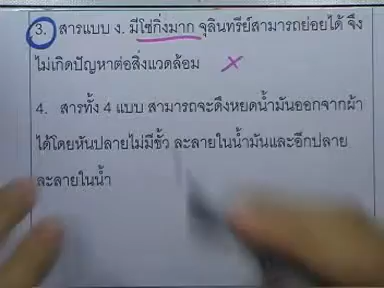 3. สารแบบ ง. มีโซ่กิ่งมาก จุลินทรีย์สามารถย่อยได้ จึง
ไม่เกิดปัญหาต่อสิ่งแวดล้อม
4. สารทั้ง 4 แบบ สามารถจะดึงหยดน้ำมันออกจากผ้า
ได้โดยหันปลายไม่มีขั้ว ละลายในน้ำมันและอีกปลาย
ละลายในน้ำ